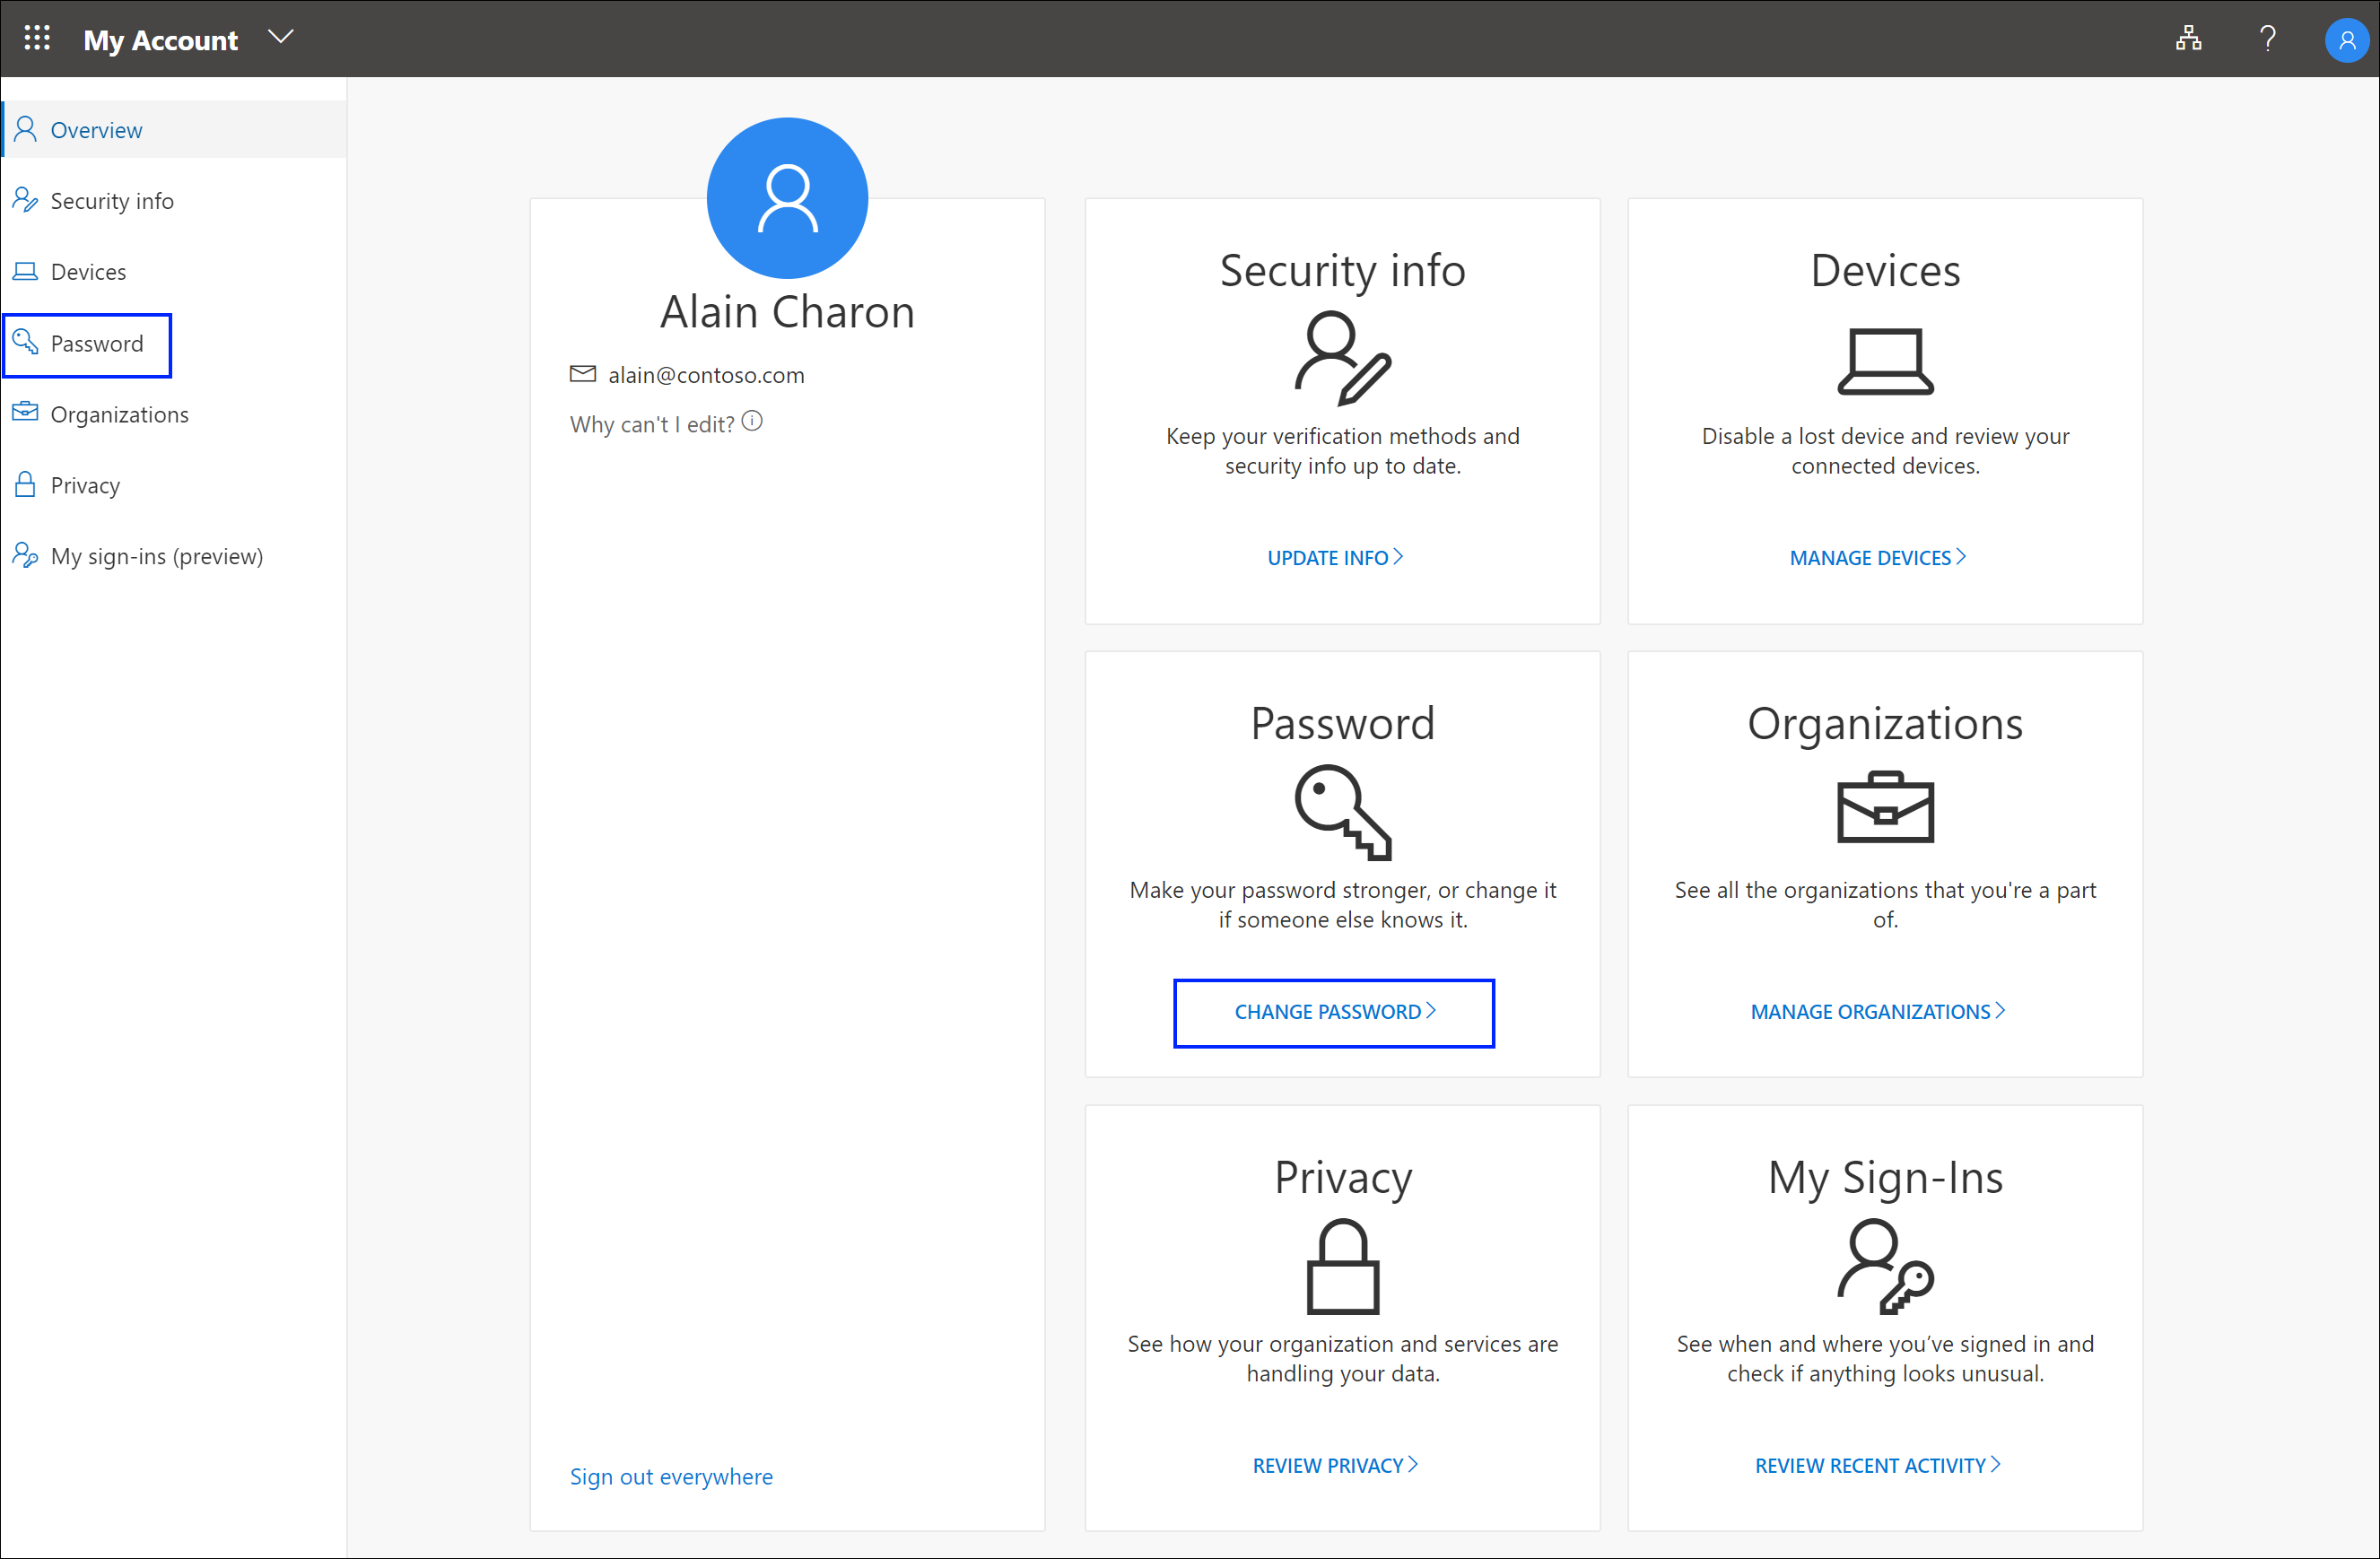 My Account
Overview
Security info
Devices
Password
Organizations
Privacy
My sign-ins (preview)
Alain Charon
alain@contoso.com
Why can't I edit?
Sign out everywhere
Security info
Keep your verification methods and
security info up to date.
UPDATE INFO
Devices
Disable a lost device and review your
connected devices.
MANAGE DEVICES
Password
Make your password stronger, or change it
if someone else knows it.
CHANGE PASSWORD
Organizations
See all the organizations that you're a part
of.
MANAGE ORGANIZATIONS
Privacy
See how your organization and services are
handling your data.
REVIEW PRIVACY
My Sign-Ins
See when and where you’ve signed in and
check if anything looks unusual.
REVIEW RECENT ACTIVITY